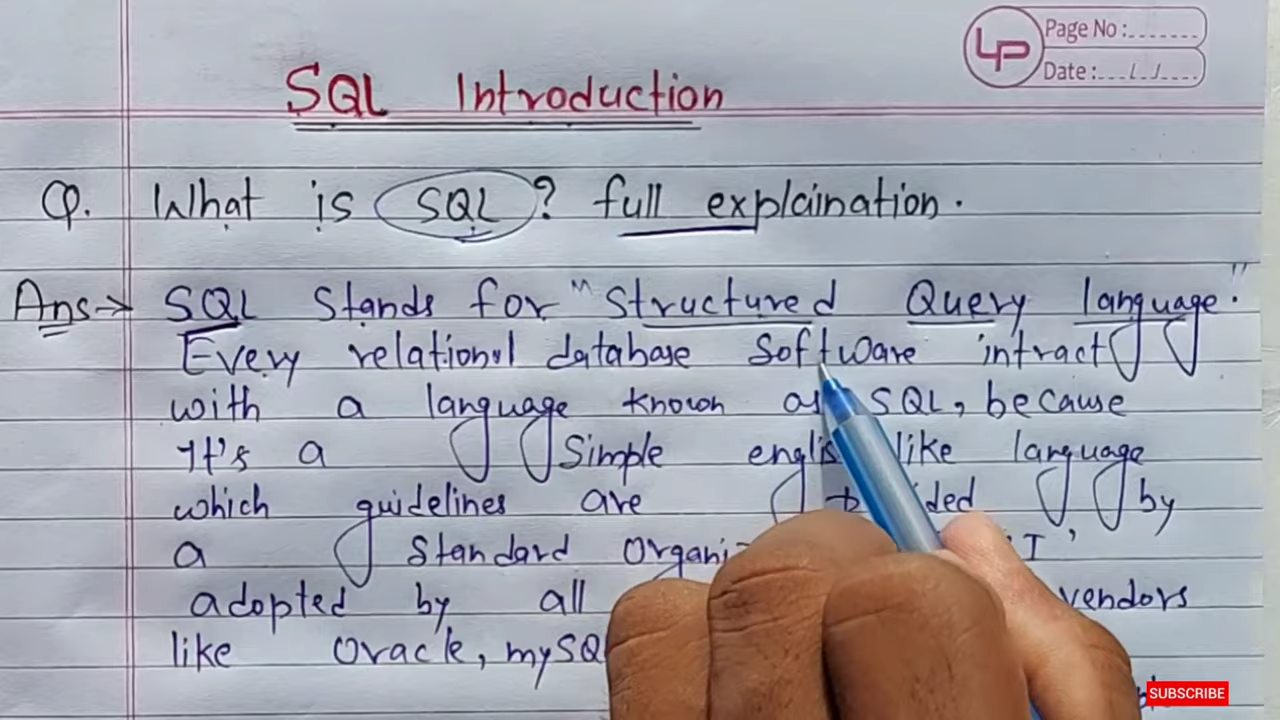 LP
Page No :
Date :
SQL Introduction
Q. What is SQL? full explaination.
Ans-> SQL Stands for "Structured Query language."
Every relational database Software intract
with a language known as SQL, because
It's a Simple english like language
which guidelines are by
a Standard
adopted by all vendors
like Oracle, mySQL
SUBSCRIBE